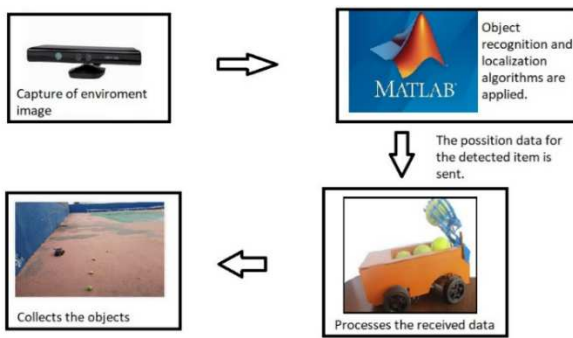 Capture of enviroment
image
MATLAB
Object
recognition and
localization
algorithms are
applied.
The possition data for
the detected item is
sent.
Processes the received data
Collects the objects